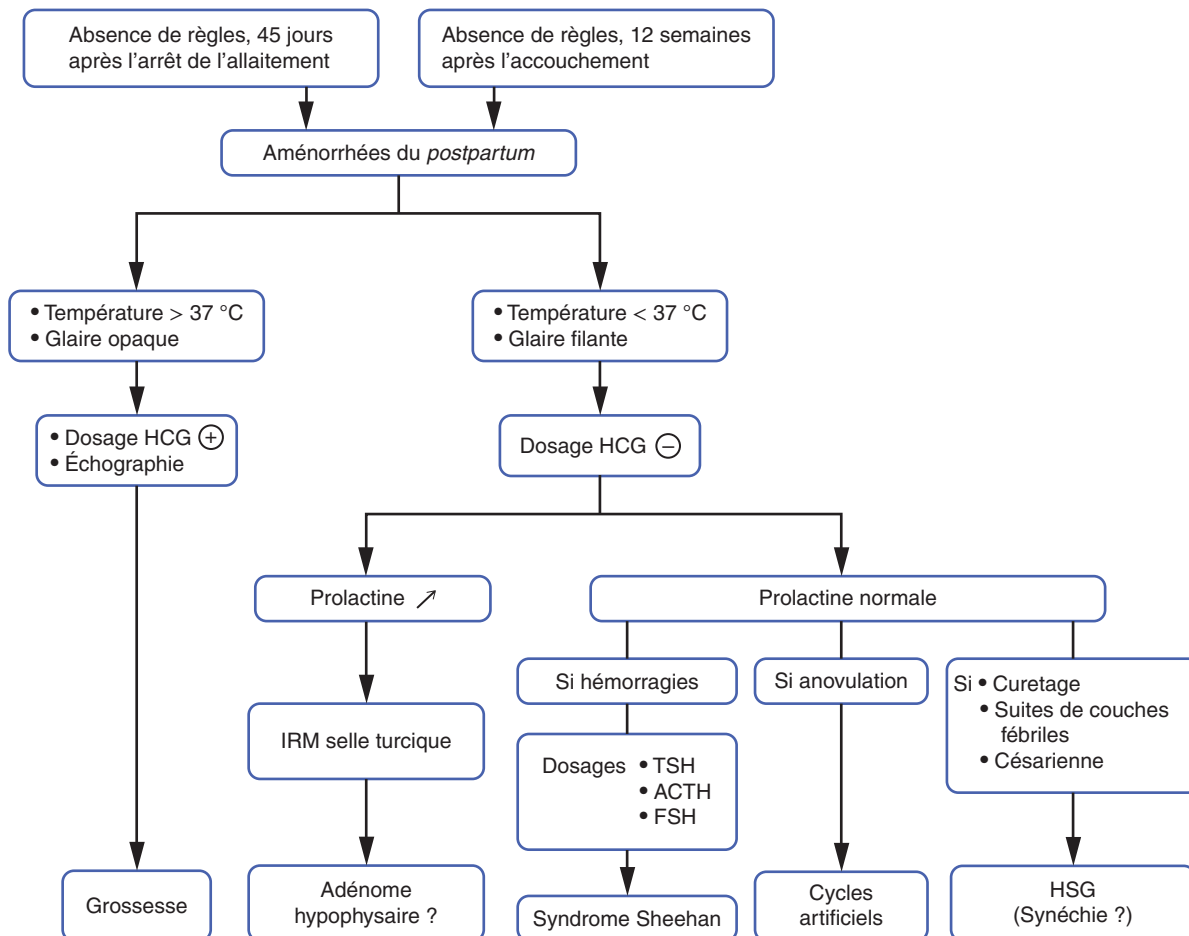 Absence de règles, 45 jours
après l'arrêt de l'allaitement
Absence de règles, 12 semaines
après l'accouchement
Aménorrhées du postpartum
• Température > 37 °C
• Glaire opaque
• Température < 37 °C
• Glaire filante
• Dosage HCG ⊕
• Échographie
Dosage HCG ⊖
Prolactine ↗
Prolactine normale
IRM selle turcique
Si hémorragies
Si anovulation
Si • Curetage
• Suites de couches
fébriles
• Césarienne
Dosages • TSH
• ACTH
• FSH
Grossesse
Adénome
hypophysaire ?
Syndrome Sheehan
Cycles
artificiels
HSG
(Synéchie ?)